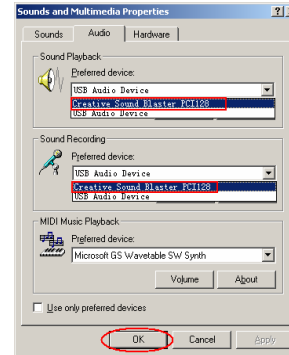 Sounds and Multimedia Properties
Sounds Audio Hardware
Sound Playback
Preferred device:
USB Audio Device
Creative Sound Blaster PCI128
USB Audio Device
Sound Recording
Preferred device:
USB Audio Device
Creative Sound Blaster PCI128
USB Audio Device
MIDI Music Playback
Preferred device:
Microsoft GS Wavetable SW Synth
Volume About
Use only preferred devices
OK Cancel Apply